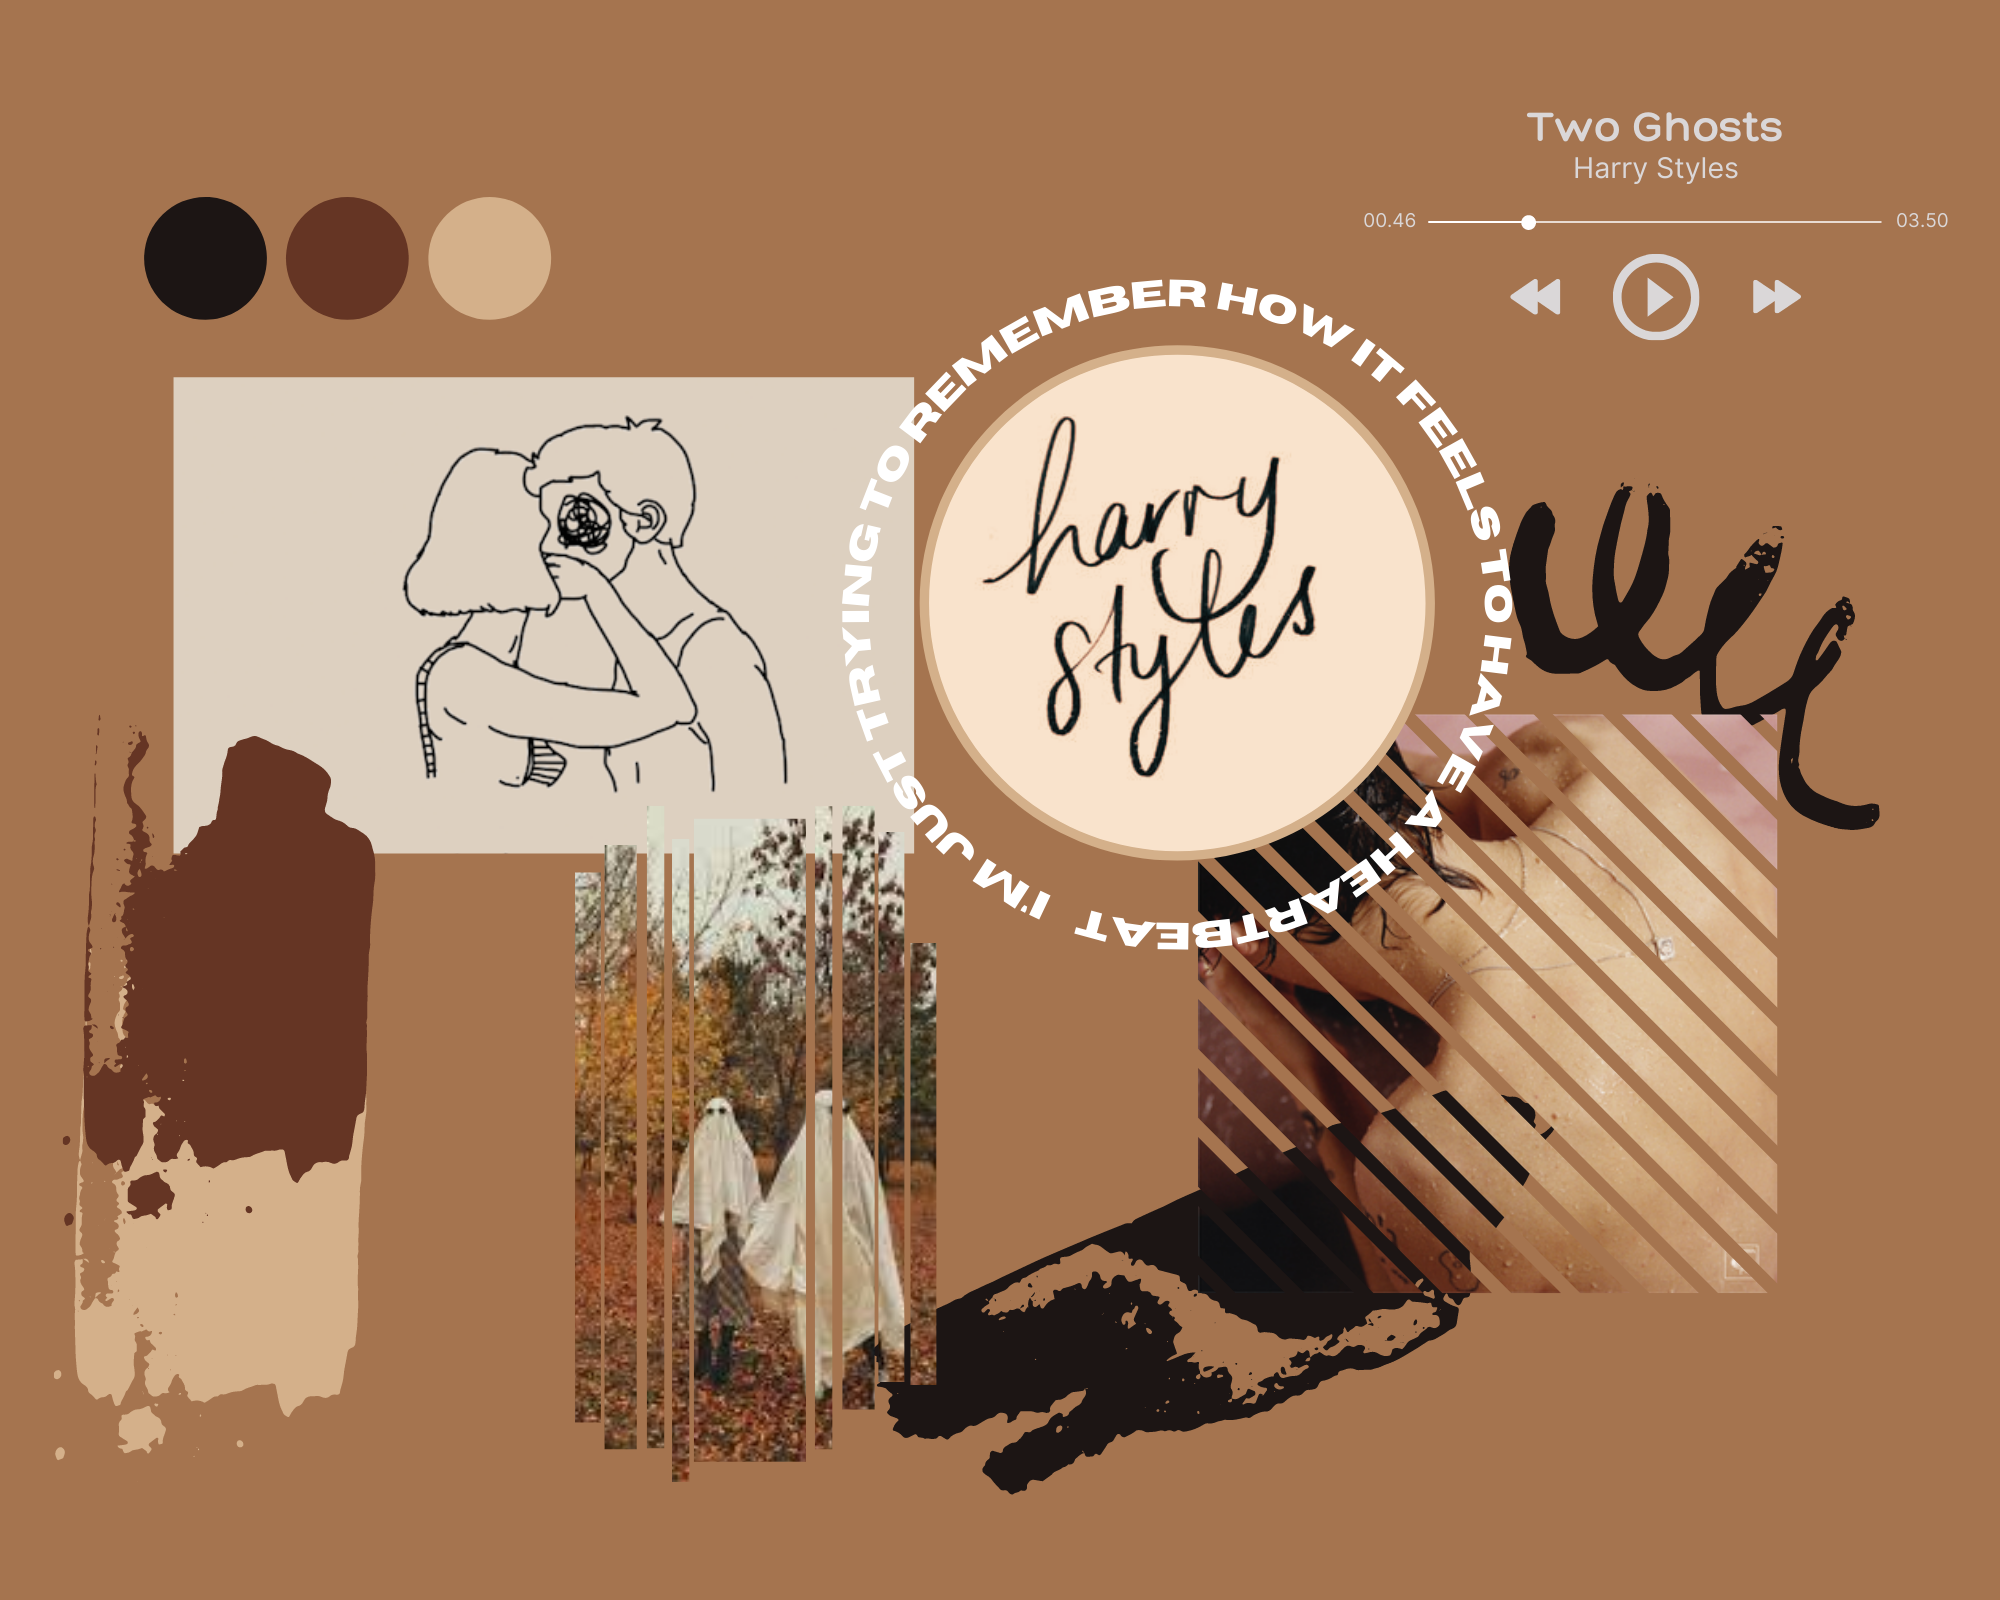 Two Ghosts
Harry Styles
00.46
03.50
I'M JUST TRYING TO REMEMBER HOW IT FEELS TO HAVE A HEARTBEAT
harry
styles